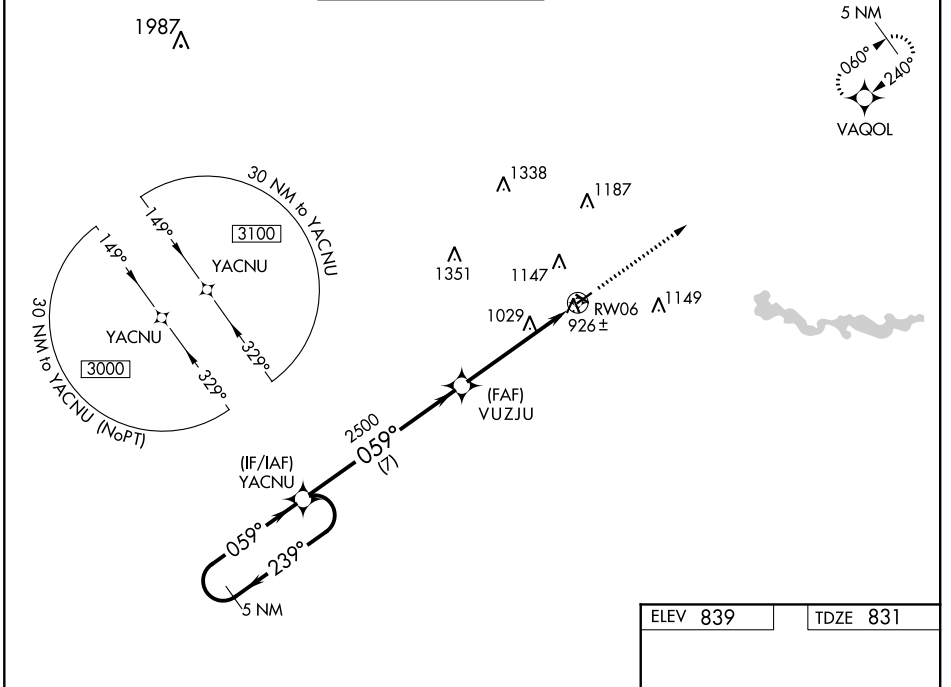 1987
5 NM
060°
240°
VAQOL
1338
1187
30 NM to YACNU
149°
3100
YACNU
149°
1351
1147
YACNU
329°
1029
RW06
926±
1149
30 NM to YACNU (NoPT)
3000
329°
(FAF)
VUZJU
2500
059°
(7)
(IF/IAF)
YACNU
059°
239°
5 NM
ELEV 839
TDZE 831